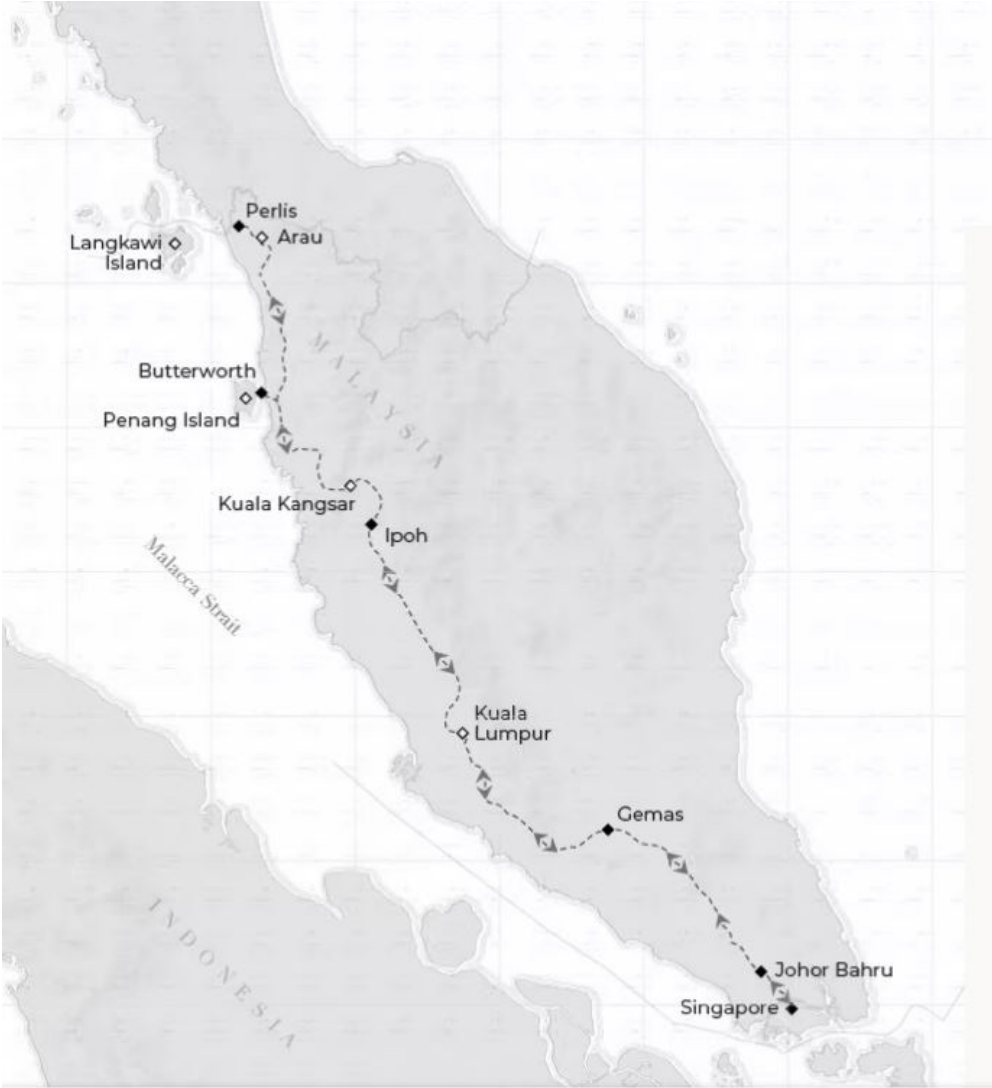 Perlis
Arau
Langkawi
Island
MALAYSIA
Butterworth
Penang Island
Kuala Kangsar
Ipoh
Malacca Strait
Kuala
Lumpur
Gemas
INDONESIA
Johor Bahru
Singapore